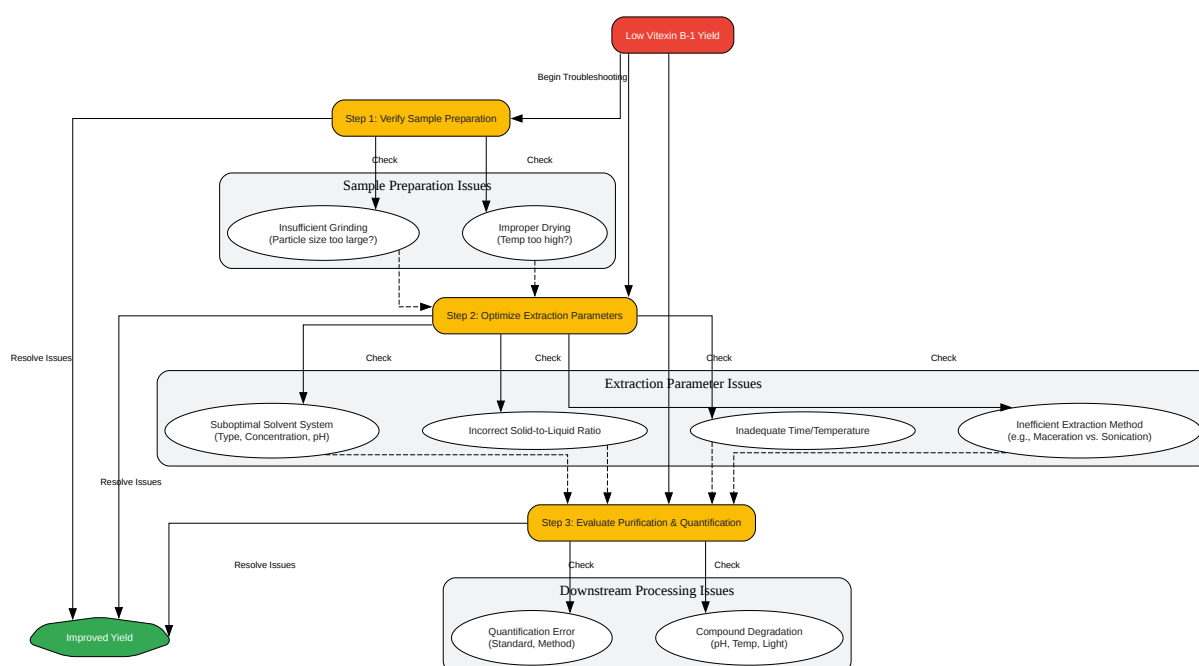 Low Vitexin B-1 Yield
Begin Troubleshooting
Step 1: Verify Sample Preparation
Check
Check
Sample Preparation Issues
Insufficient Grinding
(Particle size too large?)
Improper Drying
(Temp too high?)
Step 2: Optimize Extraction Parameters
Resolve Issues
Check
Check
Check
Check
Extraction Parameter Issues
Suboptimal Solvent System
(Type, Concentration, pH)
Incorrect Solid-to-Liquid Ratio
Inadequate Time/Temperature
Inefficient Extraction Method
(e.g., Maceration vs. Sonication)
Resolve Issues
Step 3: Evaluate Purification & Quantification
Resolve Issues
Check
Check
Downstream Processing Issues
Improved Yield
Quantification Error
(Standard, Method)
Compound Degradation
(pH, Temp, Light)